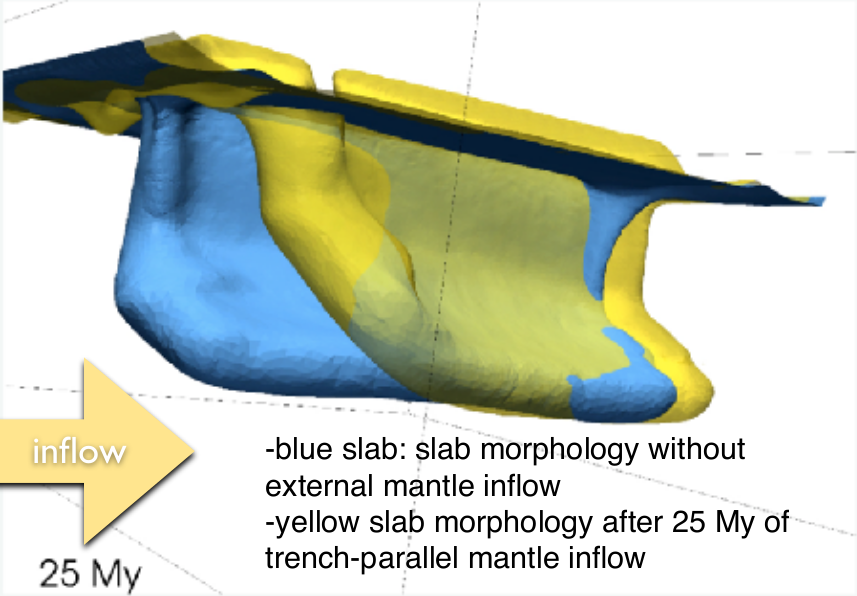 inflow
-blue slab: slab morphology without
external mantle inflow
-yellow slab morphology after 25 My of
trench-parallel mantle inflow
25 My